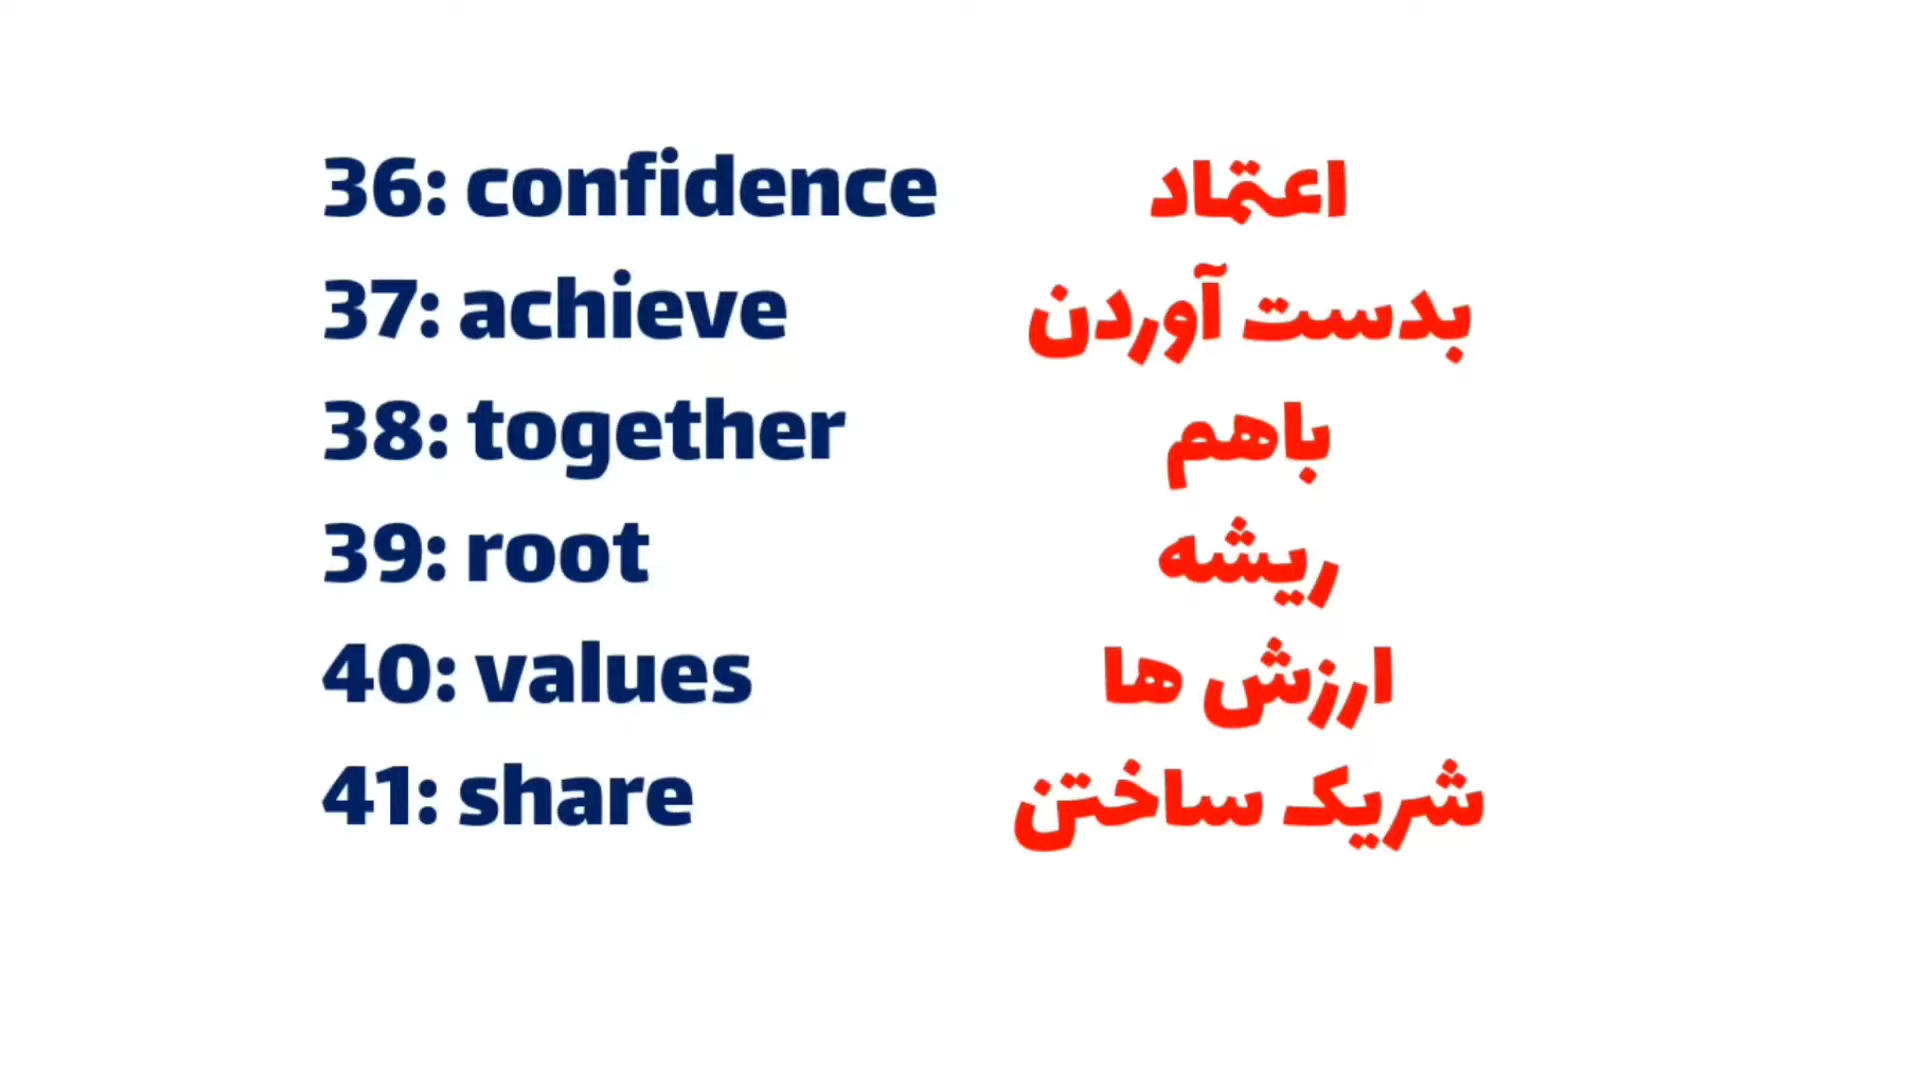 36: confidence اعتماد
37: achieve بدست آوردن
38: together باهم
39: root ریشه
40: values ارزش ها
41: share شریک ساختن